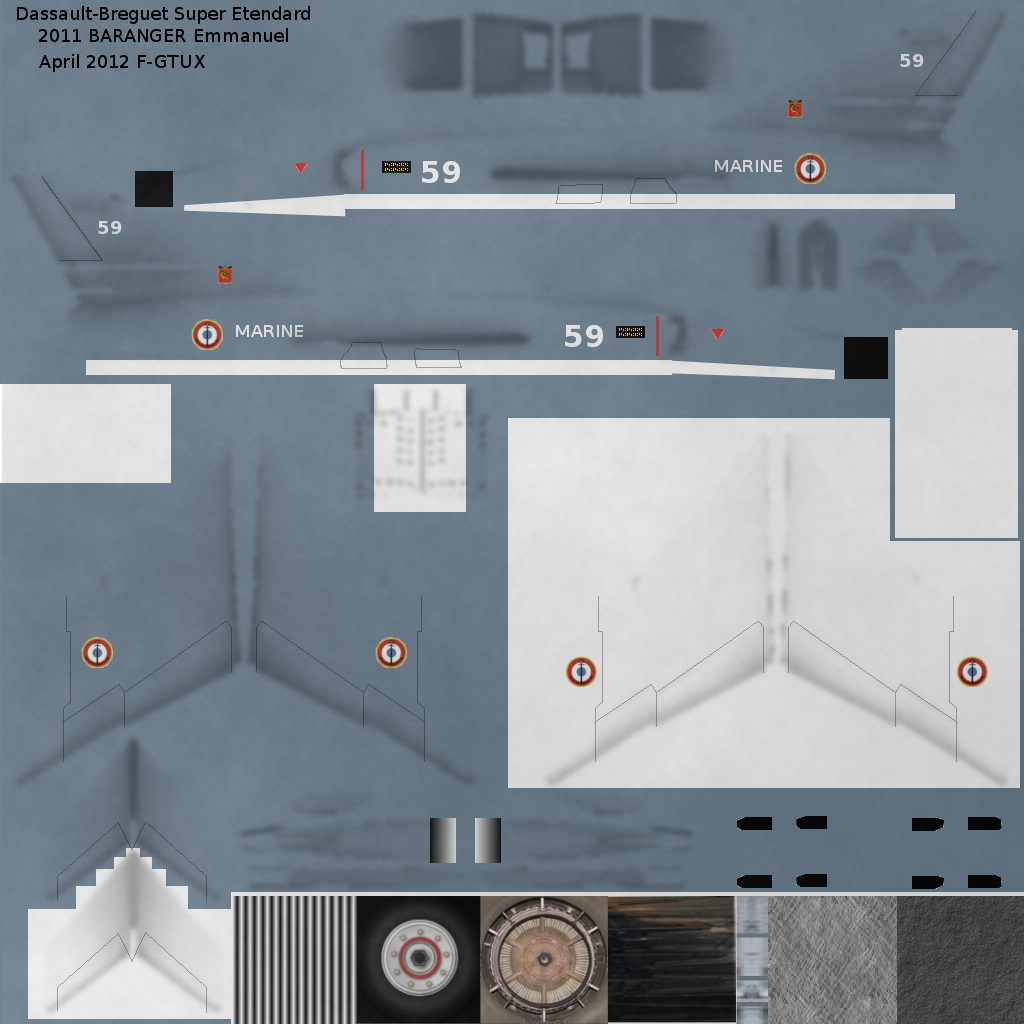 Dassault-Breguet Super Etendard
2011 BARANGER Emmanuel
April 2012 F-GTUX
59
MARINE
59
59
MARINE
59